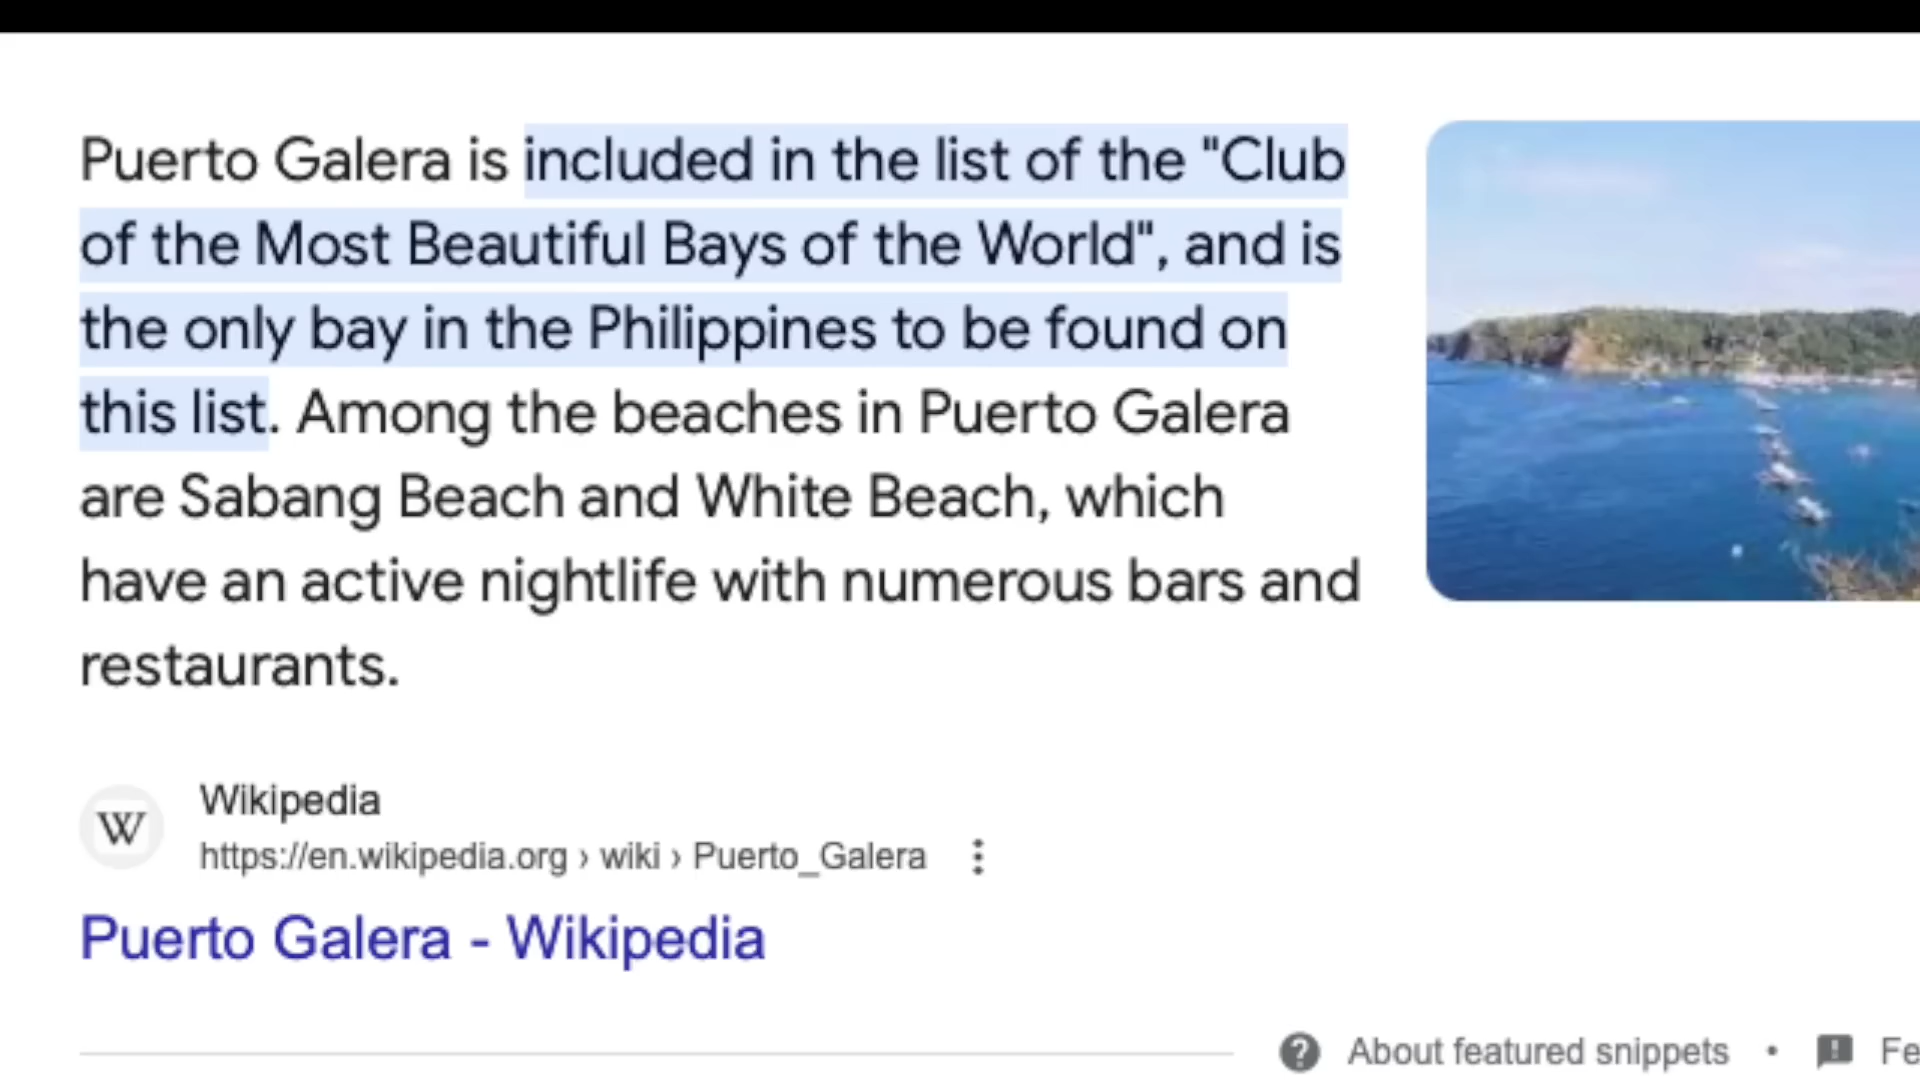 Puerto Galera is included in the list of the "Club
of the Most Beautiful Bays of the World", and is
the only bay in the Philippines to be found on
this list. Among the beaches in Puerto Galera
are Sabang Beach and White Beach, which
have an active nightlife with numerous bars and
restaurants.
W
Wikipedia
https://en.wikipedia.org › wiki › Puerto_Galera
Puerto Galera - Wikipedia
About featured snippets • Fe